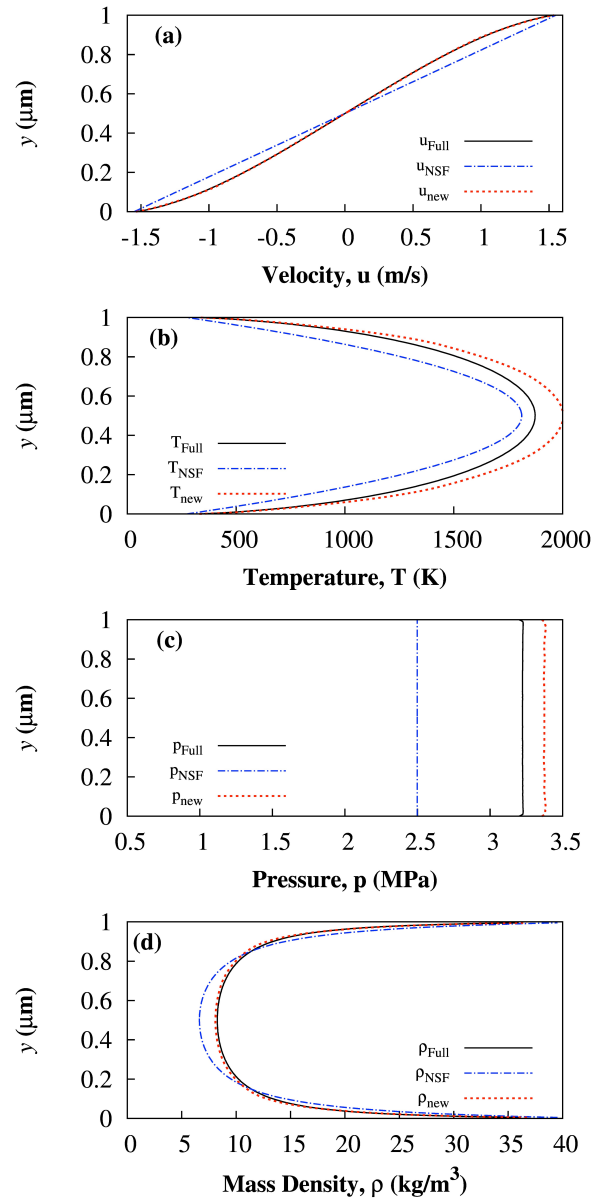 (a)
y (μm)
1
0.8
0.6
0.4
0.2
0
u_Full
u_NSF
u_new
-1.5 -1 -0.5 0 0.5 1 1.5
Velocity, u (m/s)
(b)
y (μm)
1
0.8
0.6
0.4
0.2
0
T_Full
T_NSF
T_new
0 500 1000 1500 2000
Temperature, T (K)
(c)
y (μm)
1
0.8
0.6
0.4
0.2
0
p_Full
p_NSF
p_new
0.5 1 1.5 2 2.5 3 3.5
Pressure, p (MPa)
(d)
y (μm)
1
0.8
0.6
0.4
0.2
0
ρ_Full
ρ_NSF
ρ_new
0 5 10 15 20 25 30 35 40
Mass Density, ρ (kg/m³)